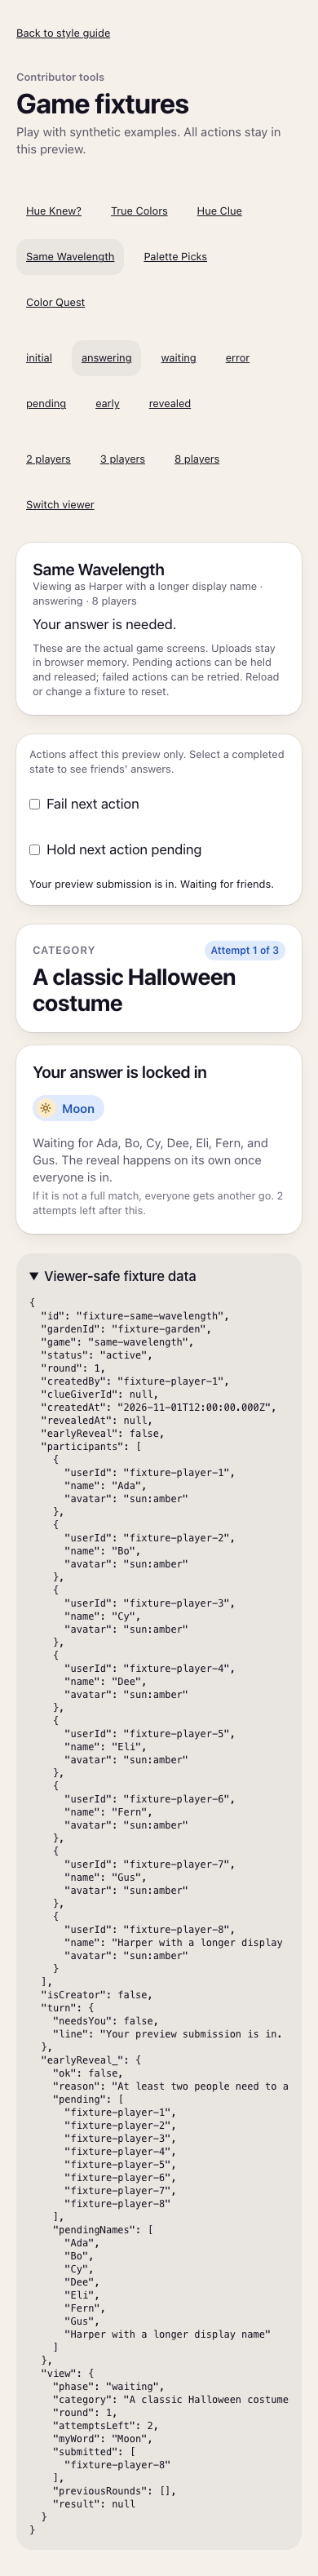 Back to style guide
Contributor tools
Game fixtures
Play with synthetic examples. All actions stay in
this preview.
Hue Knew? True Colors Hue Clue
Same Wavelength Palette Picks
Color Quest
initial answering waiting error
pending early revealed
2 players 3 players 8 players
Switch viewer
Same Wavelength
Viewing as Harper with a longer display name ·
answering · 8 players
Your answer is needed.
These are the actual game screens. Uploads stay
in browser memory. Pending actions can be held
and released; failed actions can be retried. Reload
or change a fixture to reset.
Actions affect this preview only. Select a completed
state to see friends' answers.
Fail next action
Hold next action pending
Your preview submission is in. Waiting for friends.
CATEGORY Attempt 1 of 3
A classic Halloween
costume
Your answer is locked in
Moon
Waiting for Ada, Bo, Cy, Dee, Eli, Fern, and
Gus. The reveal happens on its own once
everyone is in.
If it is not a full match, everyone gets another go. 2
attempts left after this.
▼ Viewer-safe fixture data
{
"id": "fixture-same-wavelength",
"gardenId": "fixture-garden",
"game": "same-wavelength",
"status": "active",
"round": 1,
"createdBy": "fixture-player-1",
"clueGiverId": null,
"createdAt": "2026-11-01T12:00:00.000Z",
"revealedAt": null,
"earlyReveal": false,
"participants": [
{
"userId": "fixture-player-1",
"name": "Ada",
"avatar": "sun:amber"
},
{
"userId": "fixture-player-2",
"name": "Bo",
"avatar": "sun:amber"
},
{
"userId": "fixture-player-3",
"name": "Cy",
"avatar": "sun:amber"
},
{
"userId": "fixture-player-4",
"name": "Dee",
"avatar": "sun:amber"
},
{
"userId": "fixture-player-5",
"name": "Eli",
"avatar": "sun:amber"
},
{
"userId": "fixture-player-6",
"name": "Fern",
"avatar": "sun:amber"
},
{
"userId": "fixture-player-7",
"name": "Gus",
"avatar": "sun:amber"
},
{
"userId": "fixture-player-8",
"name": "Harper with a longer display
"avatar": "sun:amber"
}
],
"isCreator": false,
"turn": {
"needsYou": false,
"line": "Your preview submission is in.
},
"earlyReveal_": {
"ok": false,
"reason": "At least two people need to a
"pending": [
"fixture-player-1",
"fixture-player-2",
"fixture-player-3",
"fixture-player-4",
"fixture-player-5",
"fixture-player-6",
"fixture-player-7",
"fixture-player-8"
],
"pendingNames": [
"Ada",
"Bo",
"Cy",
"Dee",
"Eli",
"Fern",
"Gus",
"Harper with a longer display name"
]
},
"view": {
"phase": "waiting",
"category": "A classic Halloween costume
"round": 1,
"attemptsLeft": 2,
"myWord": "Moon",
"submitted": [
"fixture-player-8"
],
"previousRounds": [],
"result": null
}
}